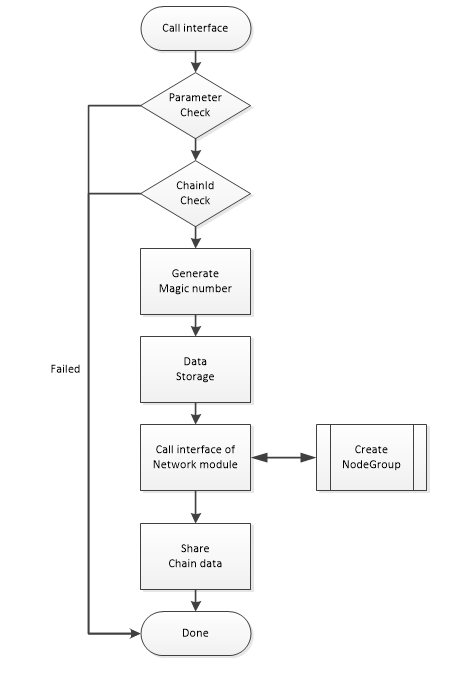 Call interface
Parameter
Check
ChainId
Check
Generate
Magic number
Data
Storage
Failed
Call interface of
Network module
Create
NodeGroup
Share
Chain data
Done